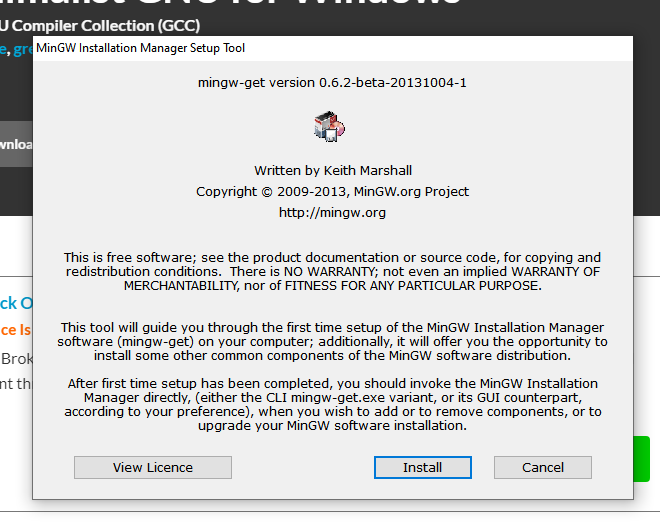 for Windows
U Compiler Collection (GCC)
MinGW Installation Manager Setup Tool
mingw-get version 0.6.2-beta-20131004-1
Written by Keith Marshall
Copyright © 2009-2013, MinGW.org Project
http://mingw.org
This is free software; see the product documentation or source code, for copying and
redistribution conditions. There is NO WARRANTY; not even an implied WARRANTY OF
MERCHANTABILITY, nor of FITNESS FOR ANY PARTICULAR PURPOSE.
This tool will guide you through the first time setup of the MinGW Installation Manager
software (mingw-get) on your computer; additionally, it will offer you the opportunity to
install some other common components of the MinGW software distribution.
After first time setup has been completed, you should invoke the MinGW Installation
Manager directly, (either the CLI mingw-get.exe variant, or its GUI counterpart,
according to your preference), when you wish to add or to remove components, or to
upgrade your MinGW software installation.
View Licence
Install
Cancel